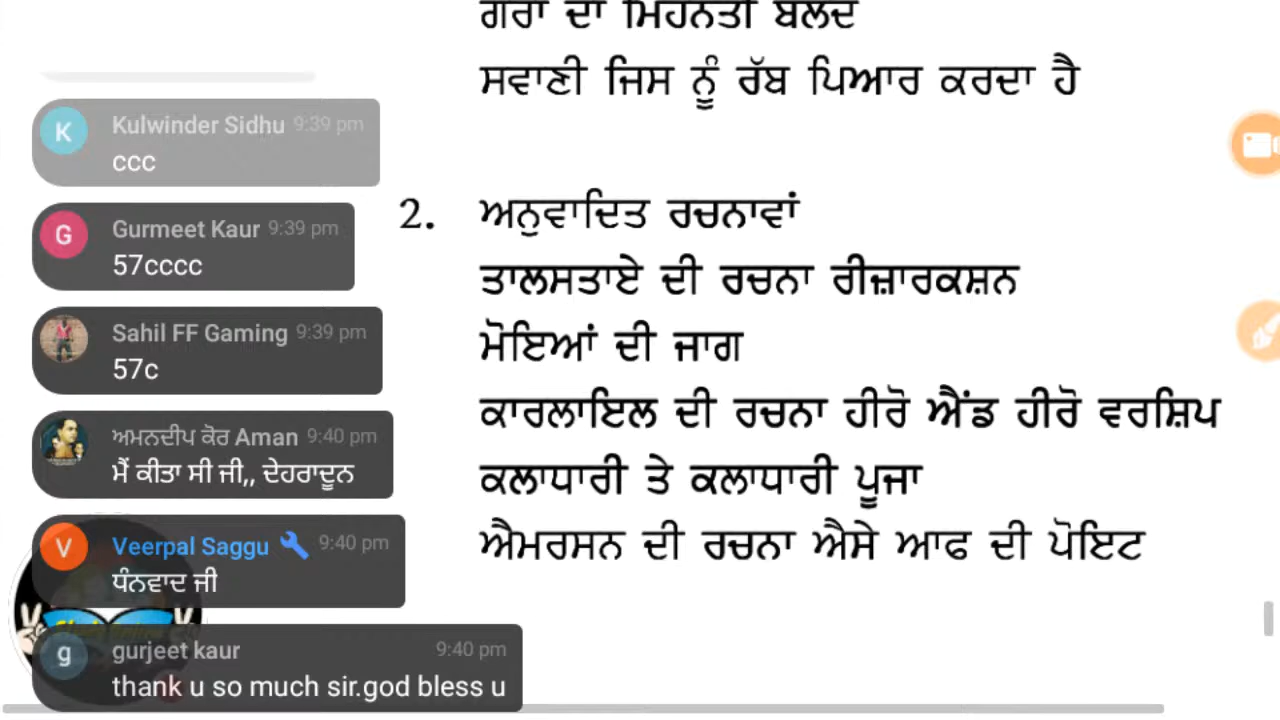 ਗਰਾਂ ਦਾ ਮਿਹਨਤੀ ਬਲਦ
ਸਵਾਣੀ ਜਿਸ ਨੂੰ ਰੱਬ ਪਿਆਰ ਕਰਦਾ ਹੈ
2. ਅਨੁਵਾਦਿਤ ਰਚਨਾਵਾਂ
ਤਾਲਸਤਾਏ ਦੀ ਰਚਨਾ ਰੀਜ਼ਾਰਕਸ਼ਨ
ਮੋਇਆਂ ਦੀ ਜਾਗ
ਕਾਰਲਾਇਲ ਦੀ ਰਚਨਾ ਹੀਰੋ ਐਂਡ ਹੀਰੋ ਵਰਸ਼ਿਪ
ਕਲਾਧਾਰੀ ਤੇ ਕਲਾਧਾਰੀ ਪੂਜਾ
ਐਮਰਸਨ ਦੀ ਰਚਨਾ ਐਸੇ ਆਫ ਦੀ ਪੋਇਟ
K Kulwinder Sidhu 9:39 pm
ccc
G Gurmeet Kaur 9:39 pm
57cccc
Sahil FF Gaming 9:39 pm
57c
ਅਮਨਦੀਪ ਕੋਰ Aman 9:40 pm
ਮੈਂ ਕੀਤਾ ਸੀ ਜੀ,, ਦੇਹਰਾਦੂਨ
V Veerpal Saggu 9:40 pm
ਧੰਨਵਾਦ ਜੀ
g gurjeet kaur 9:40 pm
thank u so much sir.god bless u